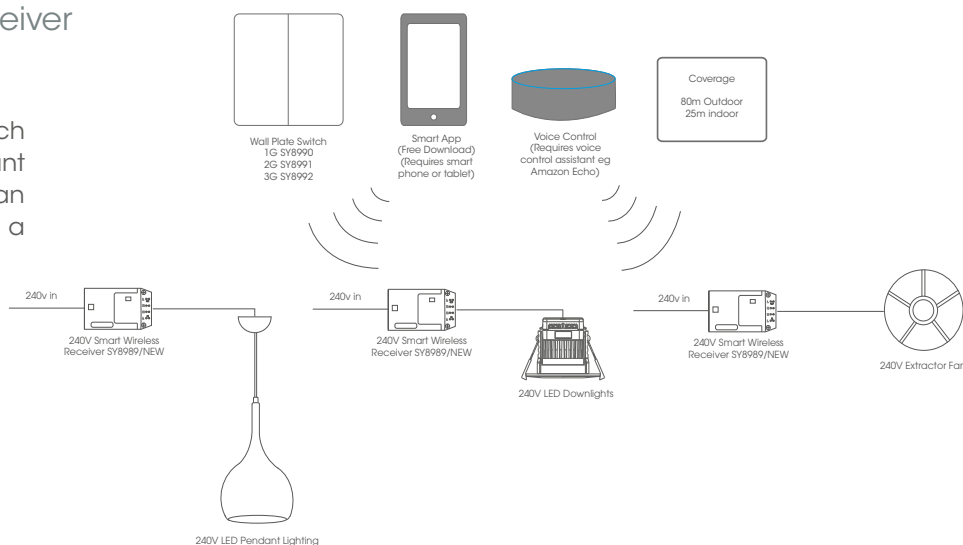 eiver
ch
nt
an
a
Wall Plate Switch
1G SY8990
2G SY8991
3G SY8992
Smart App
(Free Download)
(Requires smart
phone or tablet)
Voice Control
(Requires voice
control assistant eg
Amazon Echo)
Coverage
80m Outdoor
25m indoor
240v in
240V Smart Wireless
Receiver SY8989/NEW
240V LED Pendant Lighting
240v in
240V Smart Wireless
Receiver SY8989/NEW
240V LED Downlights
240v in
240V Smart Wireless
Receiver SY8989/NEW
240V Extractor Fan